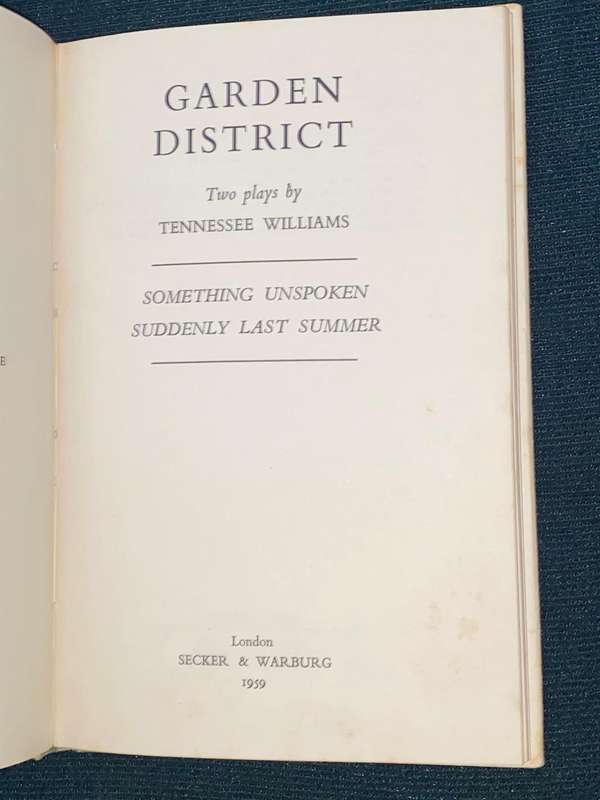 GARDEN
DISTRICT
Two plays by
TENNESSEE WILLIAMS
SOMETHING UNSPOKEN
SUDDENLY LAST SUMMER
London
SECKER & WARBURG
1959